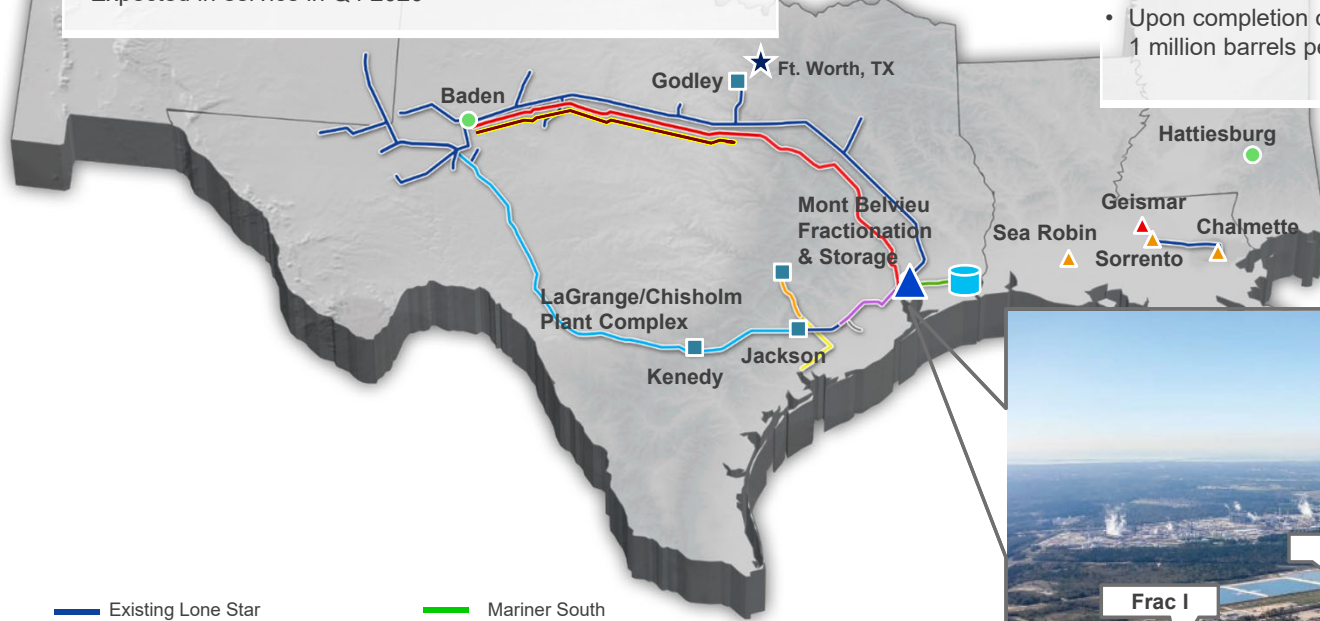 Upon completion
1 million barrels
Ft. Worth, TX
Godley
Baden
Hattiesburg
Geismar
Mont Belvieu
Fractionation
& Storage
Sea Robin
Chalmette
Sorrento
LaGrange/Chisholm
Plant Complex
Jackson
Kenedy
Frac I
Existing Lone Star
Mariner South